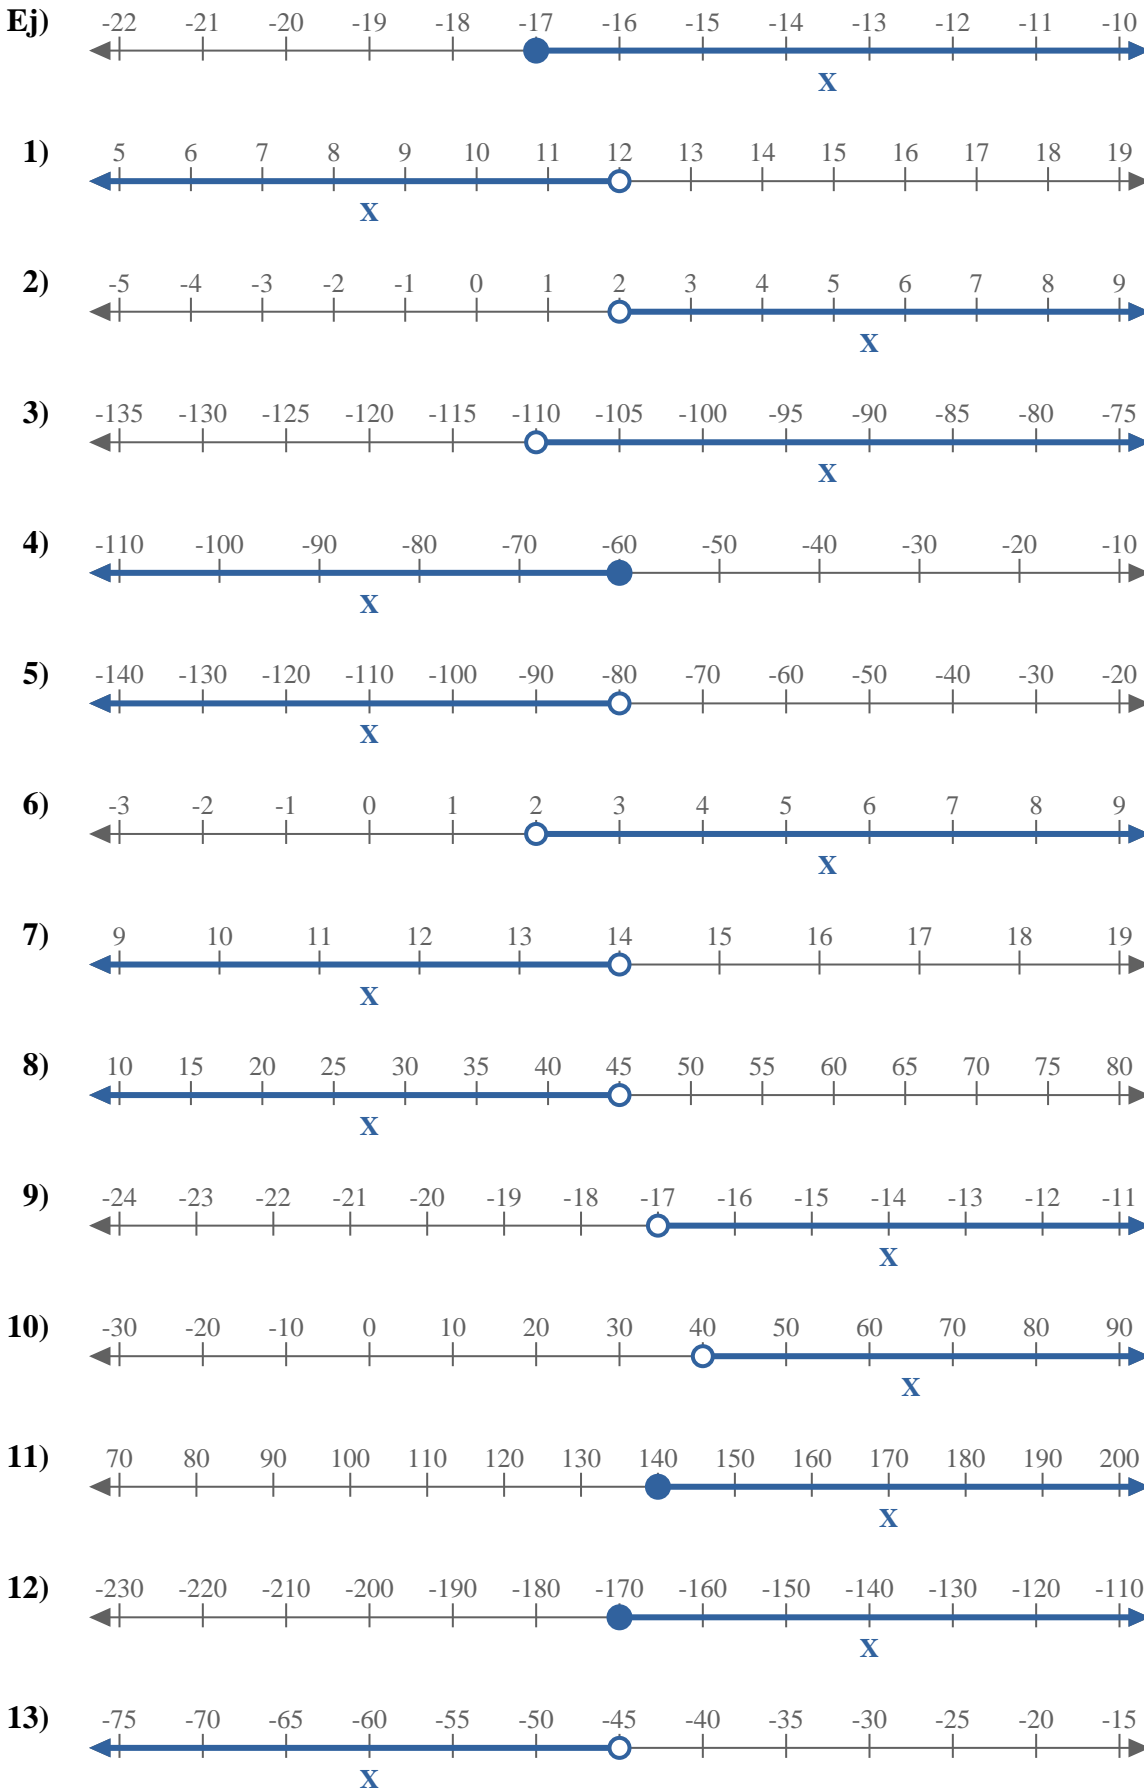 Ej) -22 -21 -20 -19 -18 -17 -16 -15 -14 -13 -12 -11 -10
X
1) 5 6 7 8 9 10 11 12 13 14 15 16 17 18 19
X
2) -5 -4 -3 -2 -1 0 1 2 3 4 5 6 7 8 9
X
3) -135 -130 -125 -120 -115 -110 -105 -100 -95 -90 -85 -80 -75
X
4) -110 -100 -90 -80 -70 -60 -50 -40 -30 -20 -10
X
5) -140 -130 -120 -110 -100 -90 -80 -70 -60 -50 -40 -30 -20
X
6) -3 -2 -1 0 1 2 3 4 5 6 7 8 9
X
7) 9 10 11 12 13 14 15 16 17 18 19
X
8) 10 15 20 25 30 35 40 45 50 55 60 65 70 75 80
X
9) -24 -23 -22 -21 -20 -19 -18 -17 -16 -15 -14 -13 -12 -11
X
10) -30 -20 -10 0 10 20 30 40 50 60 70 80 90
X
11) 70 80 90 100 110 120 130 140 150 160 170 180 190 200
X
12) -230 -220 -210 -200 -190 -180 -170 -160 -150 -140 -130 -120 -110
X
13) -75 -70 -65 -60 -55 -50 -45 -40 -35 -30 -25 -20 -15
X